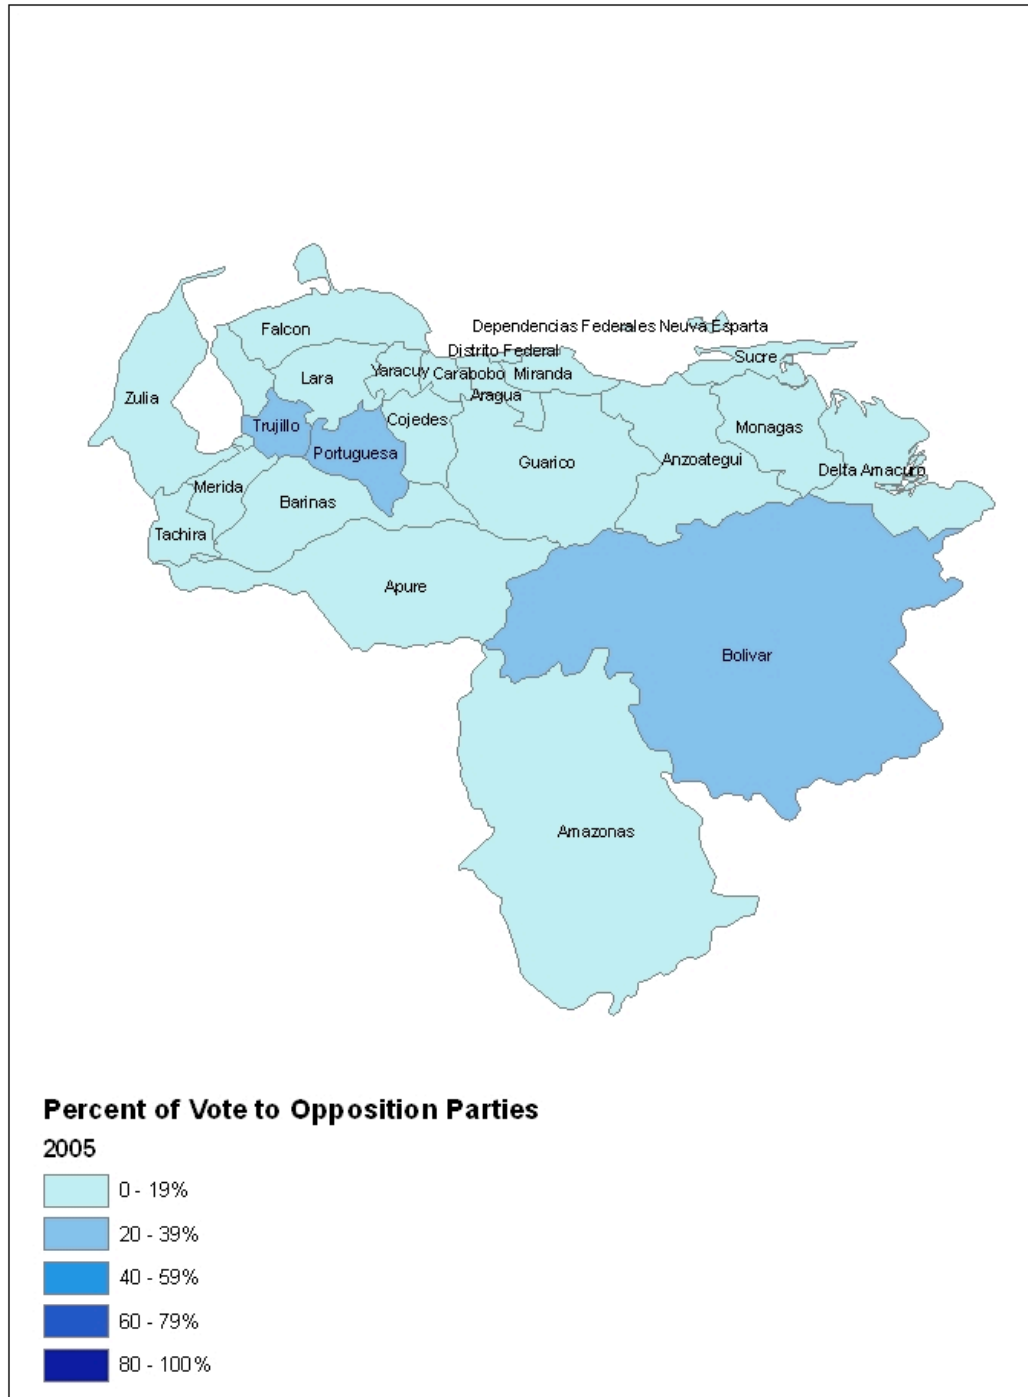 Falcon
Dependencias Federales Neuva Esparta
Distrito Federal
Sucre
Lara
Yaracuy
Carabobo
Miranda
Zulia
Aragua
Trujillo
Cojedes
Monagas
Portuguesa
Guarico
Anzoategui
Delta Amacuro
Merida
Barinas
Tachira
Apure
Bolivar
Amazonas
Percent of Vote to Opposition Parties
2005
0 - 19%
20 - 39%
40 - 59%
60 - 79%
80 - 100%